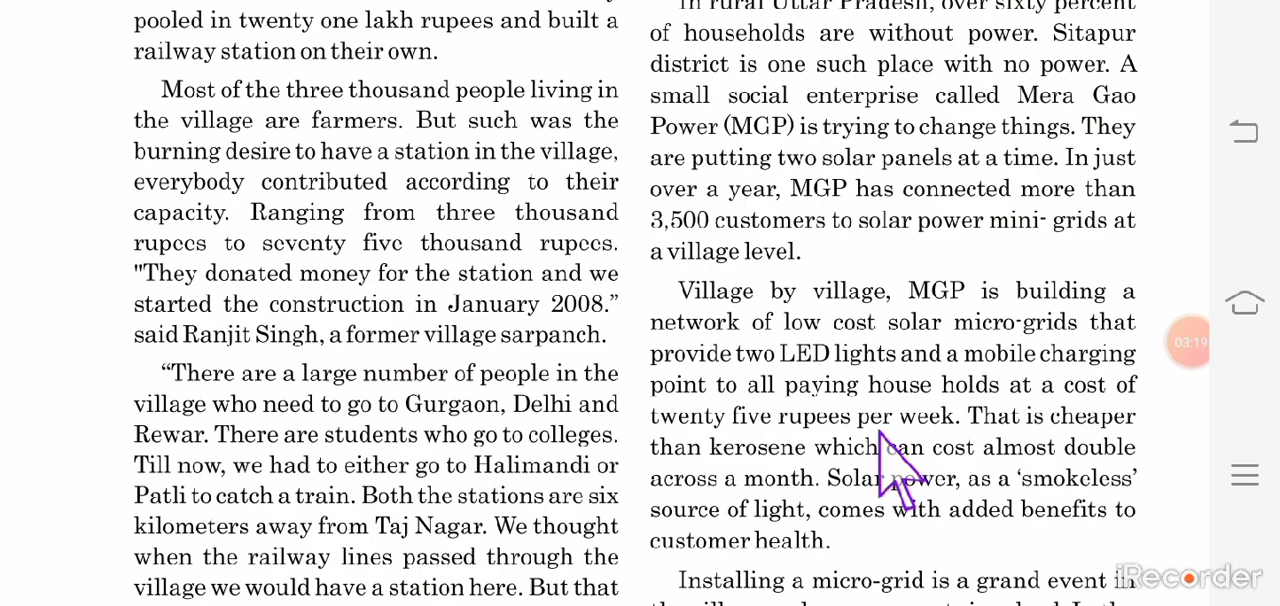 pooled in twenty one lakh rupees and built a
railway station on their own.
Most of the three thousand people living in
the village are farmers. But such was the
burning desire to have a station in the village,
everybody contributed according to their
capacity. Ranging from three thousand
rupees to seventy five thousand rupees.
"They donated money for the station and we
started the construction in January 2008.”
said Ranjit Singh, a former village sarpanch.
“There are a large number of people in the
village who need to go to Gurgaon, Delhi and
Rewar. There are students who go to colleges.
Till now, we had to either go to Halimandi or
Patli to catch a train. Both the stations are six
kilometers away from Taj Nagar. We thought
when the railway lines passed through the
village we would have a station here. But that
In rural Uttar Pradesh, over sixty percent
of households are without power. Sitapur
district is one such place with no power. A
small social enterprise called Mera Gao
Power (MGP) is trying to change things. They
are putting two solar panels at a time. In just
over a year, MGP has connected more than
3,500 customers to solar power mini- grids at
a village level.
Village by village, MGP is building a
network of low cost solar micro-grids that
provide two LED lights and a mobile charging
point to all paying house holds at a cost of
twenty five rupees per week. That is cheaper
than kerosene which can cost almost double
across a month. Solar power, as a ‘smokeless’
source of light, comes with added benefits to
customer health.
Installing a micro-grid is a grand event in
03:19
iRecorder